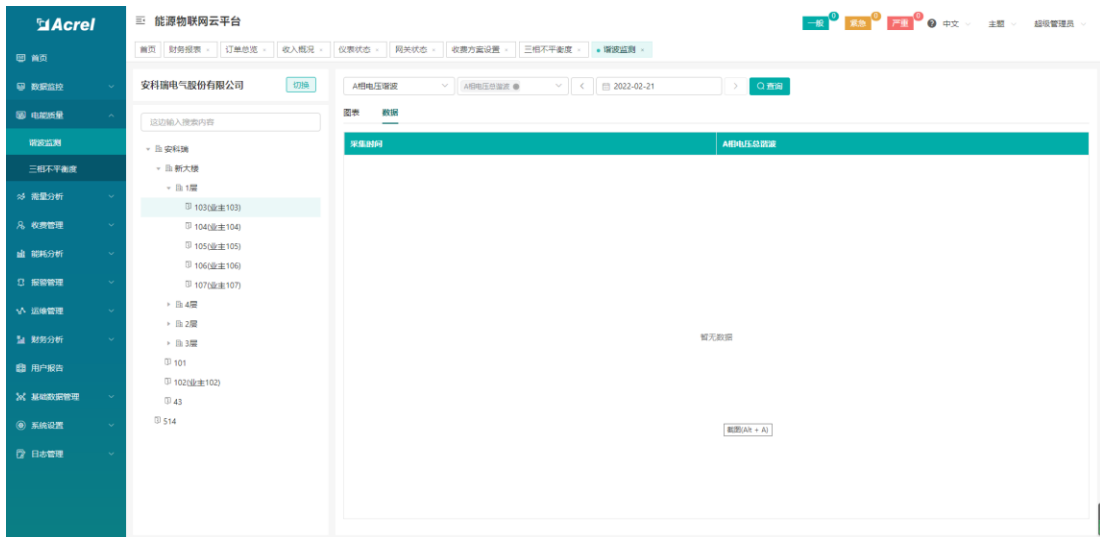 Acrel
能源物联网云平台
一般 0 紧急 0 严重 0 中文 主题 超级管理员
首页 财务报表 订单总览 收入概况 仪表状态 网关状态 收费方案设置 三相不平衡度 谐波监测
首页
数据监控
电能质量
谐波监测
三相不平衡度
需量分析
收费管理
能耗分析
报警管理
运维管理
财务分析
用户报告
基础数据管理
系统设置
日志管理
安科瑞电气股份有限公司 切换
这边输入搜索内容
安科瑞
新大楼
1层
103(业主103)
104(业主104)
105(业主105)
106(业主106)
107(业主107)
4层
2层
3层
101
102(业主102)
43
514
A相电压谐波 A相电压总谐波 2022-02-21 查询
图表 数据
采集时间 A相电压总谐波
暂无数据
截图(Alt + A)